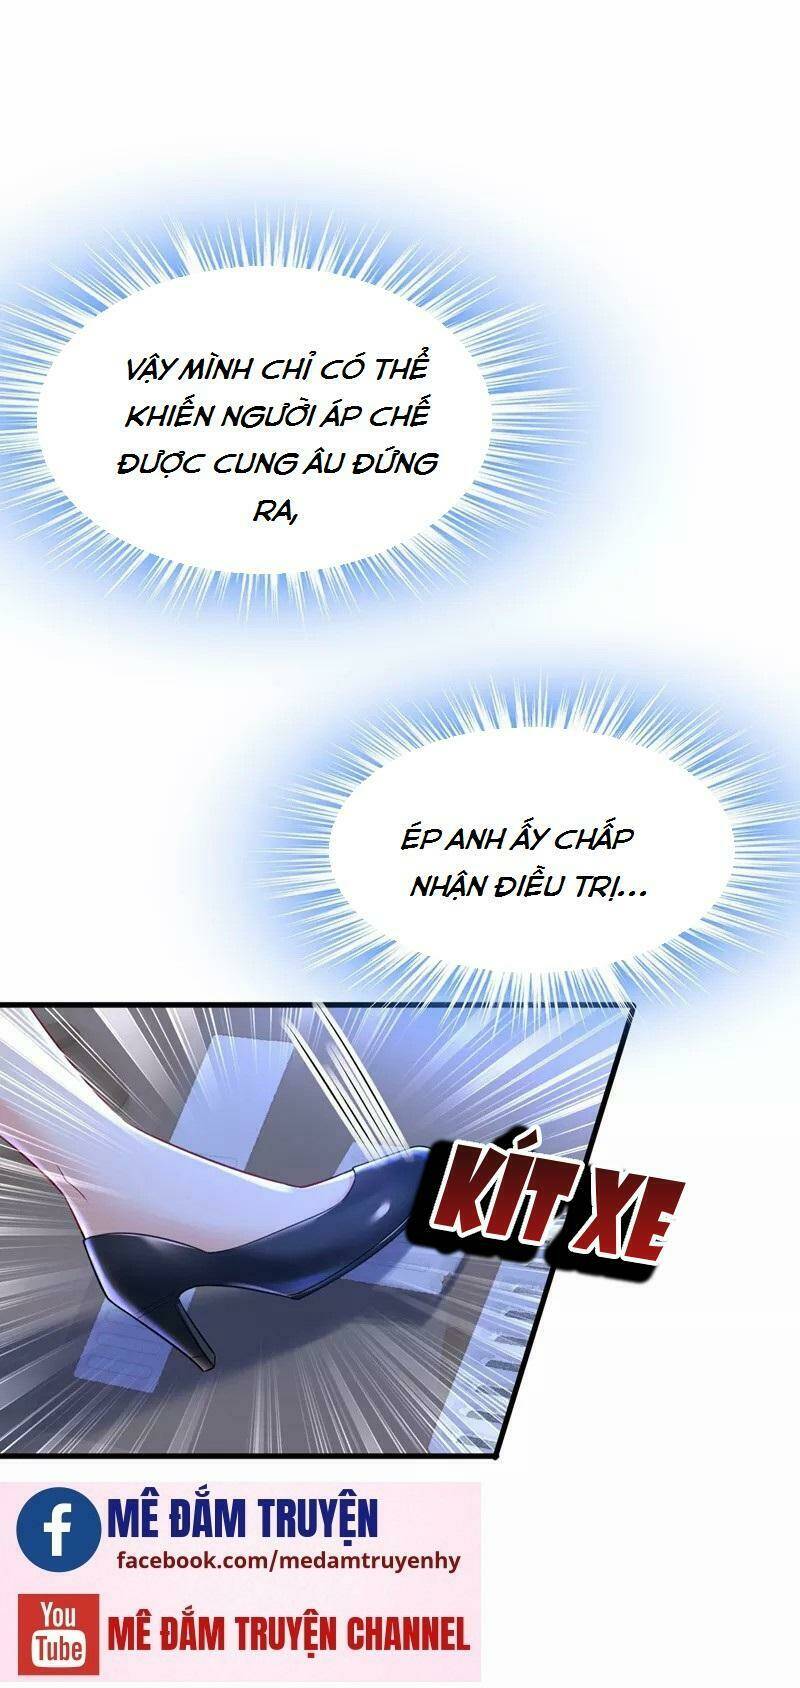 VẬY MÌNH CHỈ CÓ THỂ
KHIẾN NGƯỜI ÁP CHẾ
ĐƯỢC CUNG ÂU ĐỨNG
RA,
ÉP ANH ẤY CHẤP
NHẬN ĐIỀU TRỊ...
KÍT XE
MÊ ĐẮM TRUYỆN
facebook.com/medamtruyenhy
You
Tube
MÊ ĐẮM TRUYỆN CHANNEL